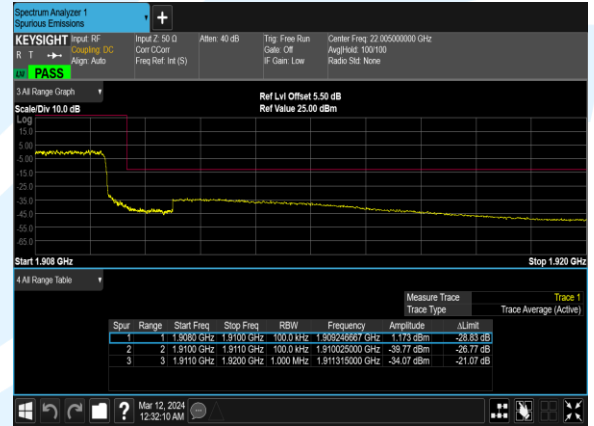 Spectrum Analyzer 1
Spurious Emissions
+
KEYSIGHT Input: RF Input Z: 50 Ω Atten: 40 dB Trig: Free Run Center Freq: 22.005000000 GHz
R T Coupling: DC Corr CCorr Gate: Off Avg|Hold: 100/100
Align: Auto Freq Ref: Int (S) IF Gain: Low Radio Std: None
PASS
3 All Range Graph
Ref Lvl Offset 5.50 dB
Scale/Div 10.0 dB Ref Value 25.00 dBm
Log
15.0
5.00
-5.00
-15.0
-25.0
-35.0
-45.0
-55.0
-65.0
Start 1.908 GHz Stop 1.920 GHz
4 All Range Table
Measure Trace Trace 1
Trace Type Trace Average (Active)
Spur Range Start Freq Stop Freq RBW Frequency Amplitude ΔLimit
1 1 1.9080 GHz 1.9100 GHz 100.0 kHz 1.909246667 GHz 1.173 dBm -28.83 dB
2 2 1.9100 GHz 1.9110 GHz 100.0 kHz 1.910025000 GHz -39.77 dBm -26.77 dB
3 3 1.9110 GHz 1.9200 GHz 1.000 MHz 1.911315000 GHz -34.07 dBm -21.07 dB
? Mar 12, 2024
12:32:10 AM